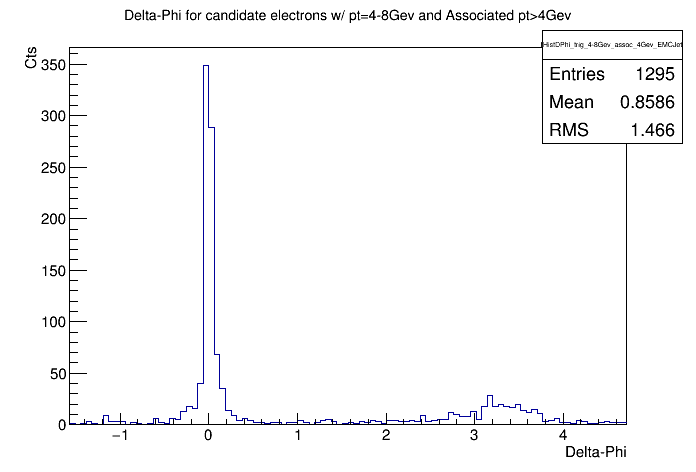 Delta-Phi for candidate electrons w/ pt=4-8Gev and Associated pt>4Gev
HistDPhi_trig_4-8Gev_assoc_4Gev_EMCJet
Entries 1295
Mean 0.8586
RMS 1.466
Cts
350
300
250
200
150
100
50
0
−1 0 1 2 3 4
Delta-Phi